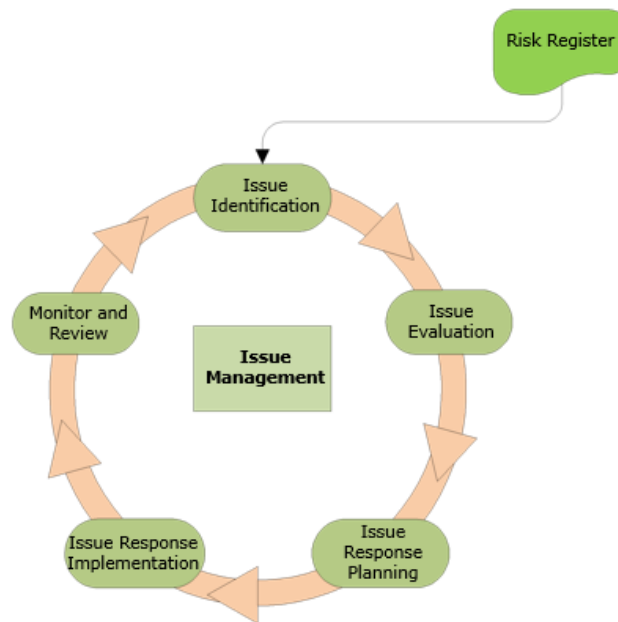 Risk Register
Issue
Identification
Issue
Evaluation
Issue
Response
Planning
Issue Response
Implementation
Monitor and
Review
Issue
Management